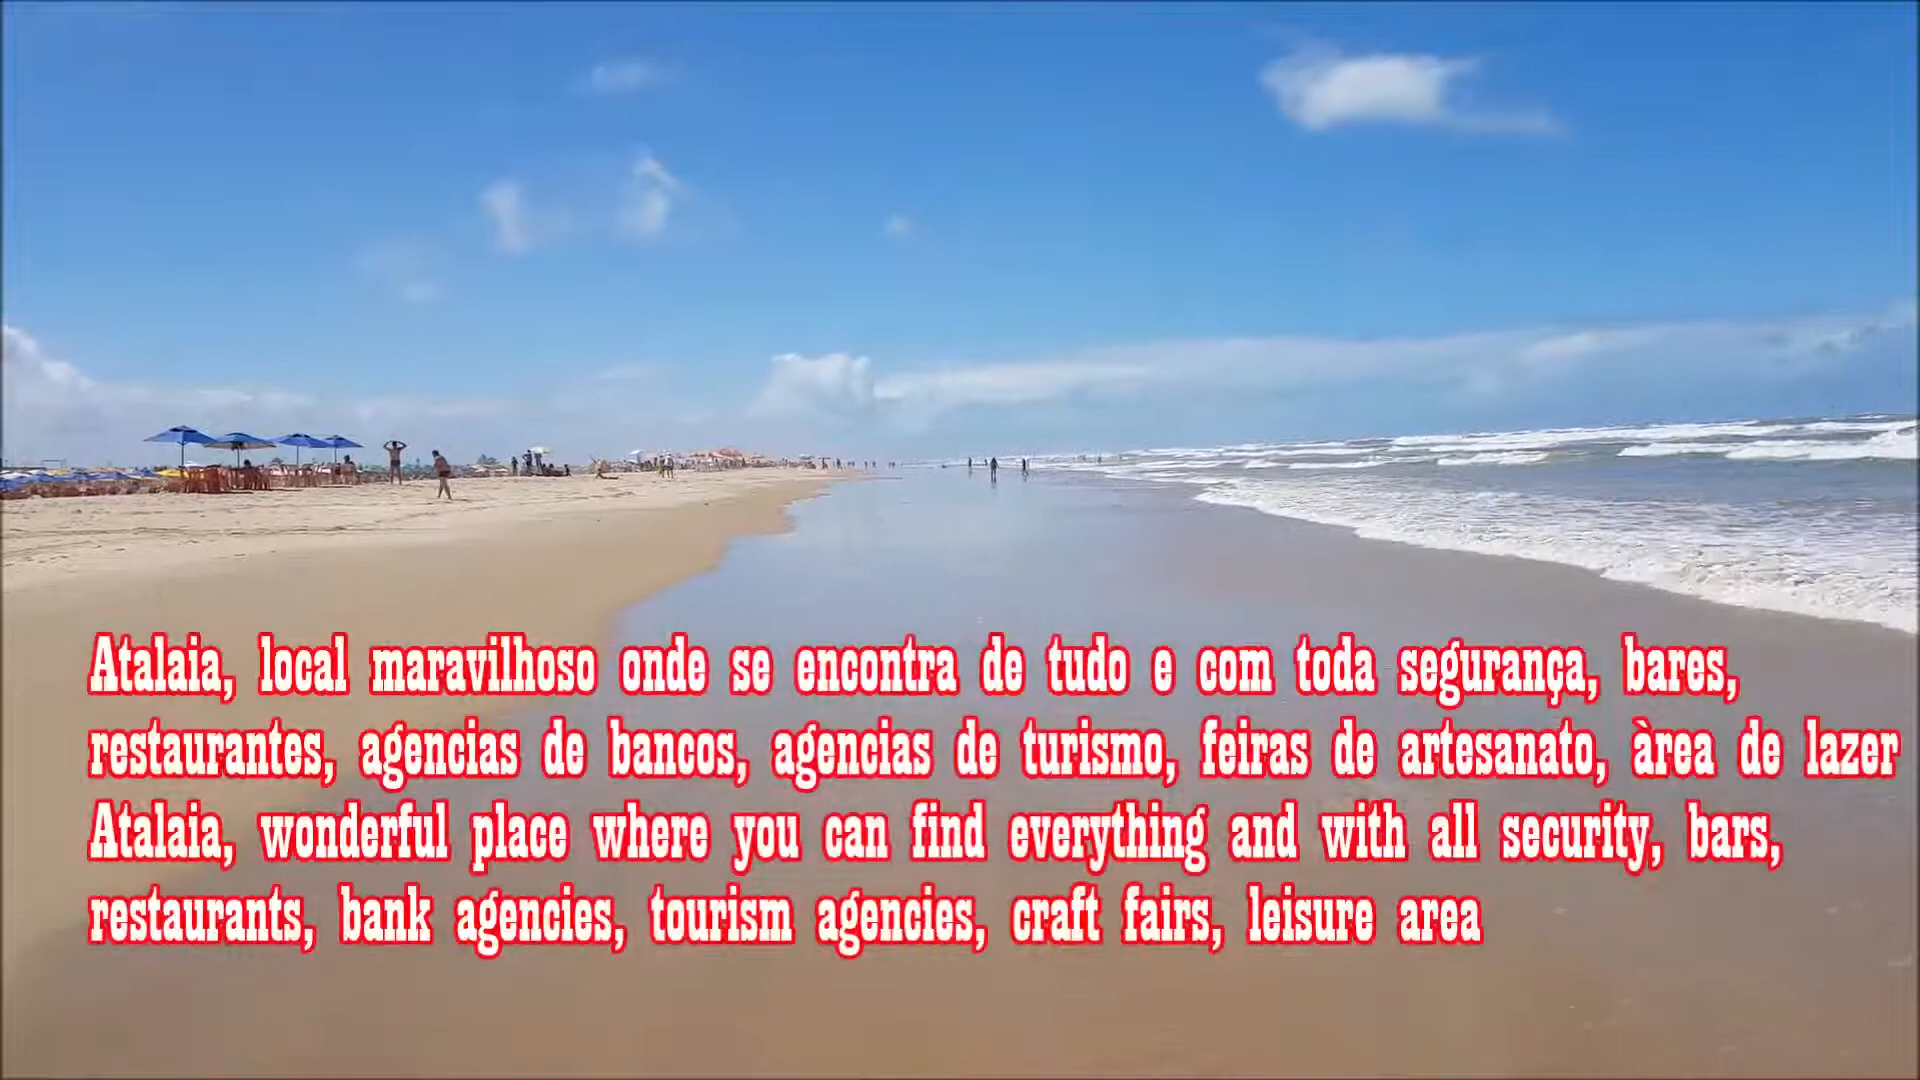 Atalaia, local maravilhoso onde se encontra de tudo e com toda segurança, bares,
restaurantes, agencias de bancos, agencias de turismo, feiras de artesanato, àrea de lazer
Atalaia, wonderful place where you can find everything and with all security, bars,
restaurants, bank agencies, tourism agencies, craft fairs, leisure area